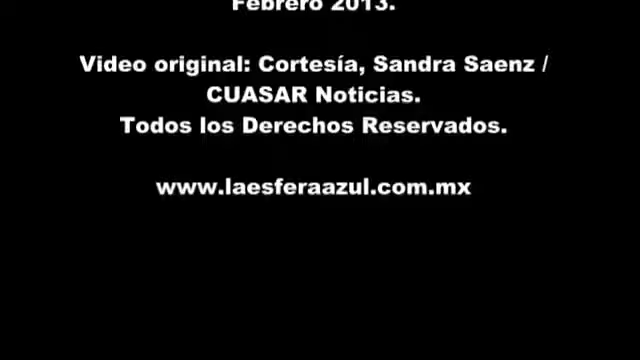 Febrero 2013.
Video original: Cortesía, Sandra Saenz /
CUASAR Noticias.
Todos los Derechos Reservados.
www.laesferaazul.com.mx